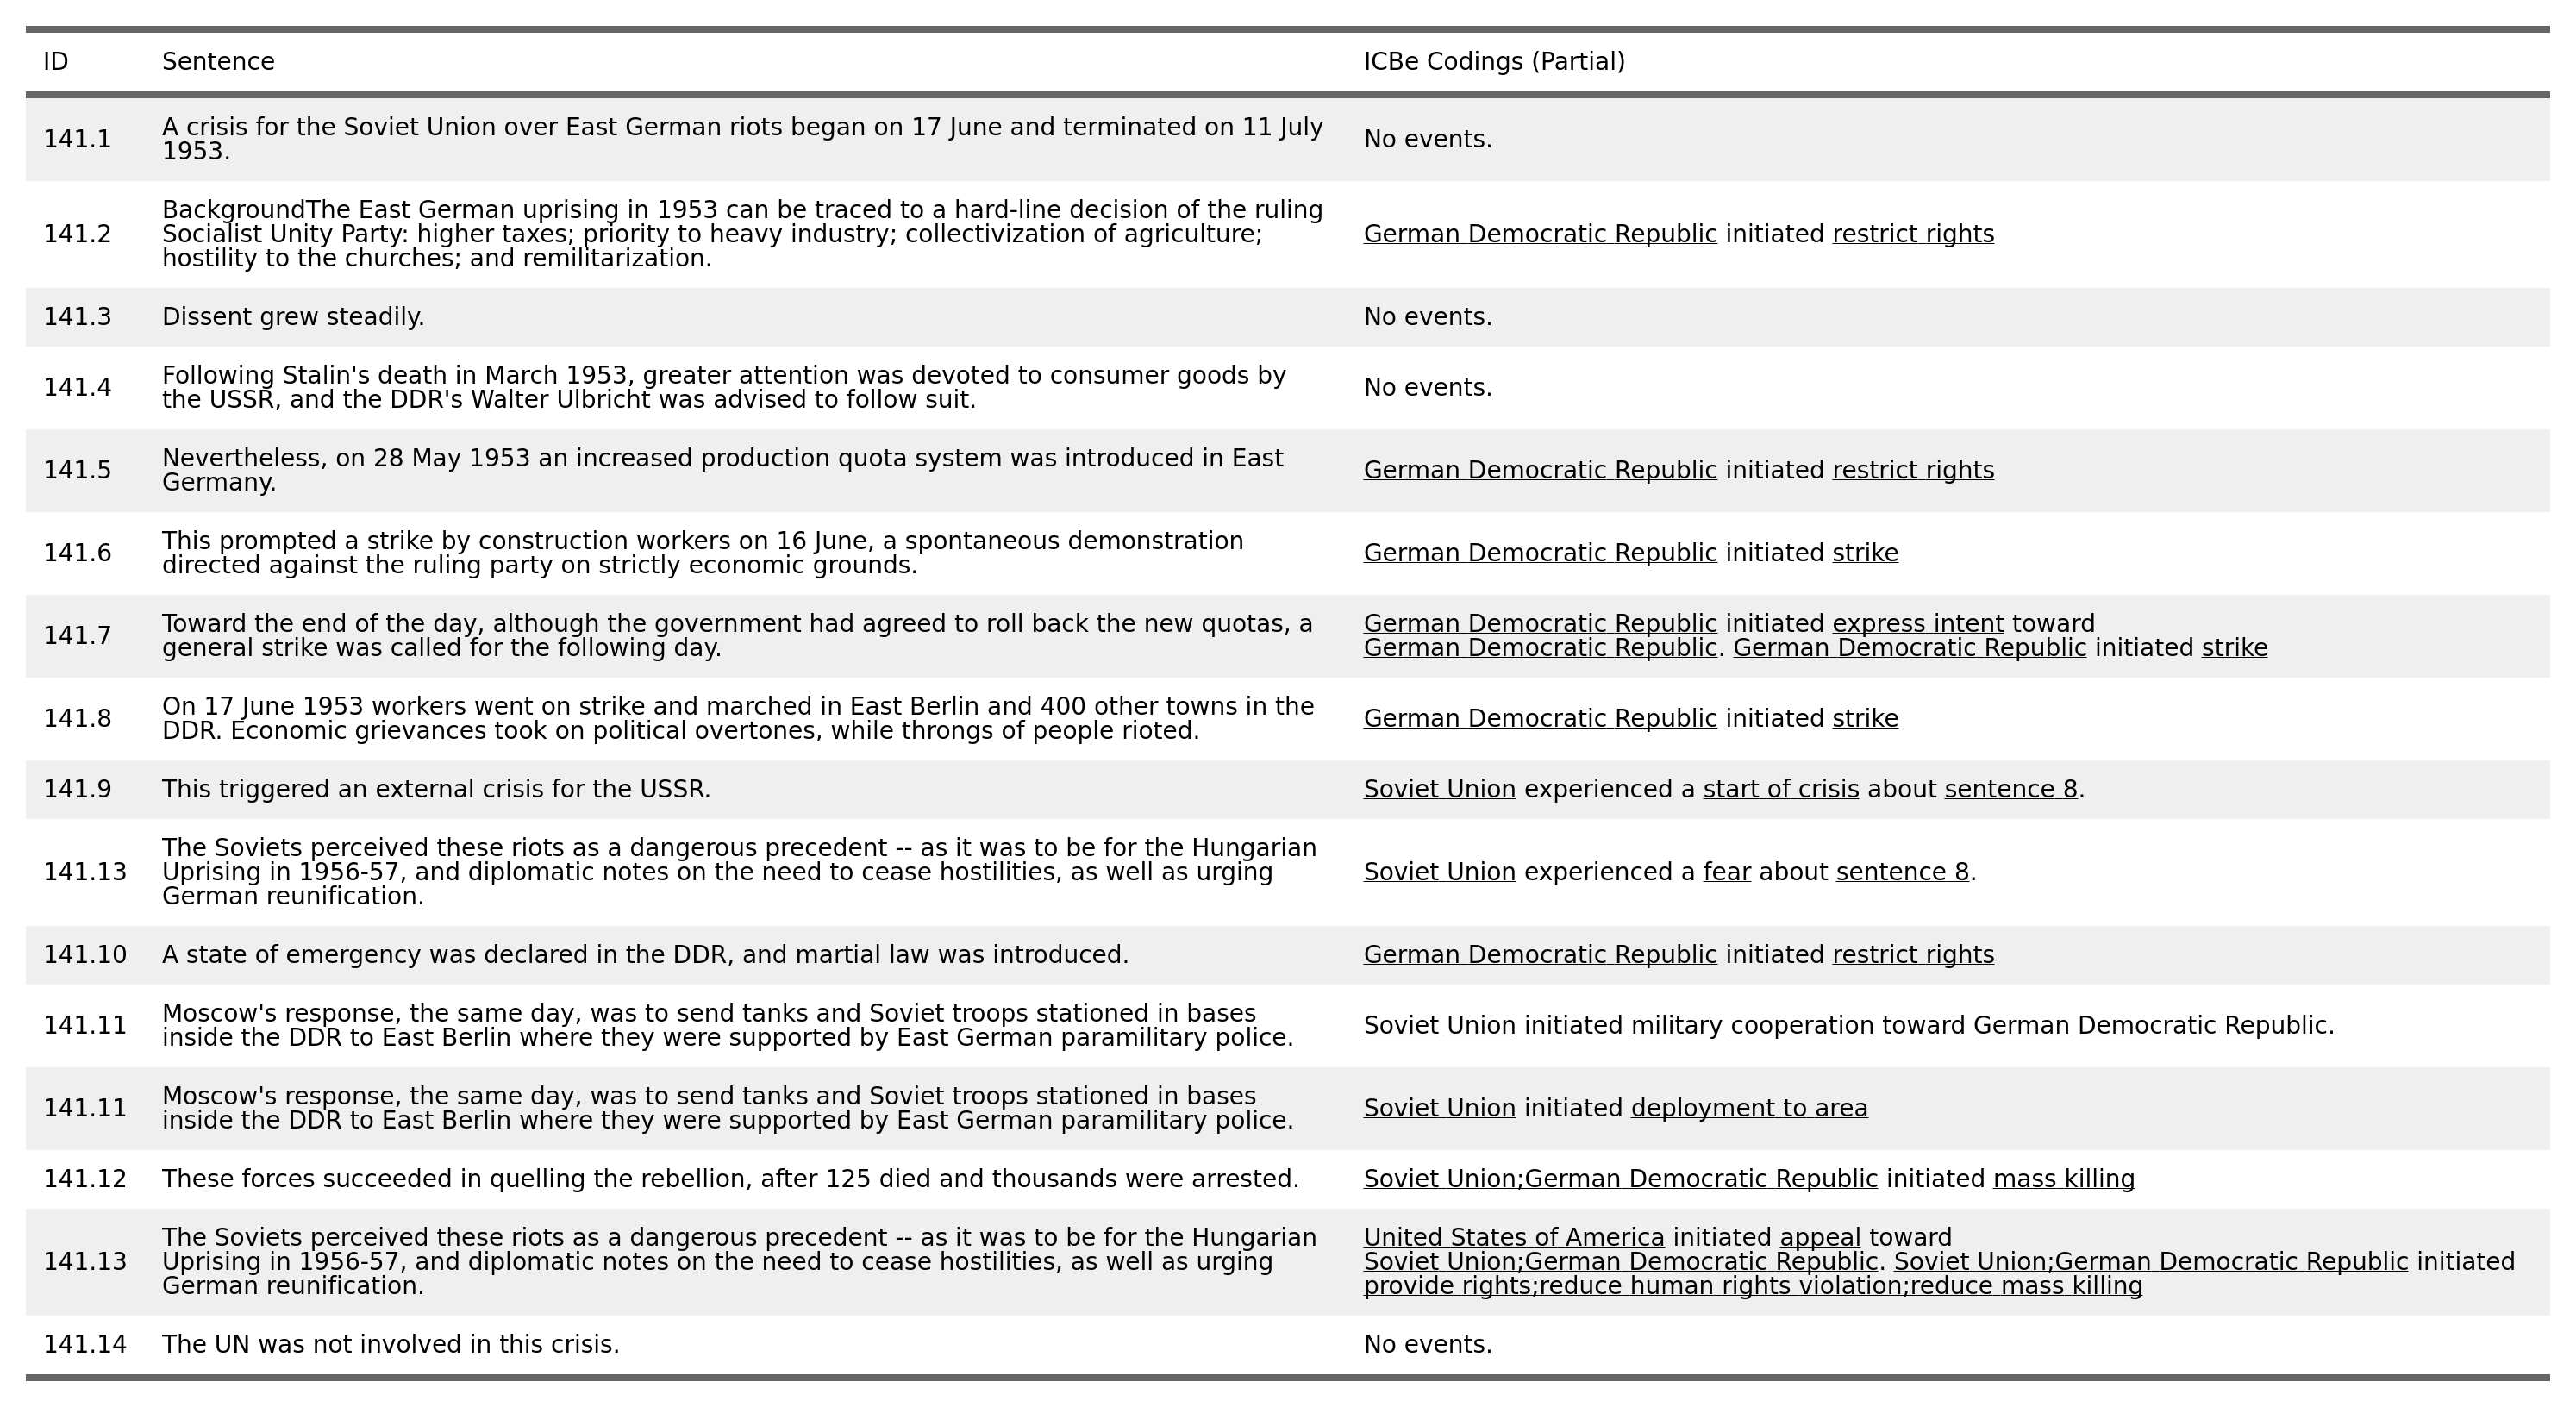 ID Sentence ICBe Codings (Partial)
141.1 A crisis for the Soviet Union over East German riots began on 17 June and terminated on 11 July
1953. No events.
141.2 BackgroundThe East German uprising in 1953 can be traced to a hard-line decision of the ruling
Socialist Unity Party: higher taxes; priority to heavy industry; collectivization of agriculture;
hostility to the churches; and remilitarization. German Democratic Republic initiated restrict rights
141.3 Dissent grew steadily. No events.
141.4 Following Stalin's death in March 1953, greater attention was devoted to consumer goods by
the USSR, and the DDR's Walter Ulbricht was advised to follow suit. No events.
141.5 Nevertheless, on 28 May 1953 an increased production quota system was introduced in East
Germany. German Democratic Republic initiated restrict rights
141.6 This prompted a strike by construction workers on 16 June, a spontaneous demonstration
directed against the ruling party on strictly economic grounds. German Democratic Republic initiated strike
141.7 Toward the end of the day, although the government had agreed to roll back the new quotas, a
general strike was called for the following day. German Democratic Republic initiated express intent toward
German Democratic Republic. German Democratic Republic initiated strike
141.8 On 17 June 1953 workers went on strike and marched in East Berlin and 400 other towns in the
DDR. Economic grievances took on political overtones, while throngs of people rioted. German Democratic Republic initiated strike
141.9 This triggered an external crisis for the USSR. Soviet Union experienced a start of crisis about sentence 8.
141.13 The Soviets perceived these riots as a dangerous precedent -- as it was to be for the Hungarian
Uprising in 1956-57, and diplomatic notes on the need to cease hostilities, as well as urging
German reunification. Soviet Union experienced a fear about sentence 8.
141.10 A state of emergency was declared in the DDR, and martial law was introduced. German Democratic Republic initiated restrict rights
141.11 Moscow's response, the same day, was to send tanks and Soviet troops stationed in bases
inside the DDR to East Berlin where they were supported by East German paramilitary police. Soviet Union initiated military cooperation toward German Democratic Republic.
141.11 Moscow's response, the same day, was to send tanks and Soviet troops stationed in bases
inside the DDR to East Berlin where they were supported by East German paramilitary police. Soviet Union initiated deployment to area
141.12 These forces succeeded in quelling the rebellion, after 125 died and thousands were arrested. Soviet Union;German Democratic Republic initiated mass killing
141.13 The Soviets perceived these riots as a dangerous precedent -- as it was to be for the Hungarian
Uprising in 1956-57, and diplomatic notes on the need to cease hostilities, as well as urging
German reunification. United States of America initiated appeal toward
Soviet Union;German Democratic Republic. Soviet Union;German Democratic Republic initiated
provide rights;reduce human rights violation;reduce mass killing
141.14 The UN was not involved in this crisis. No events.